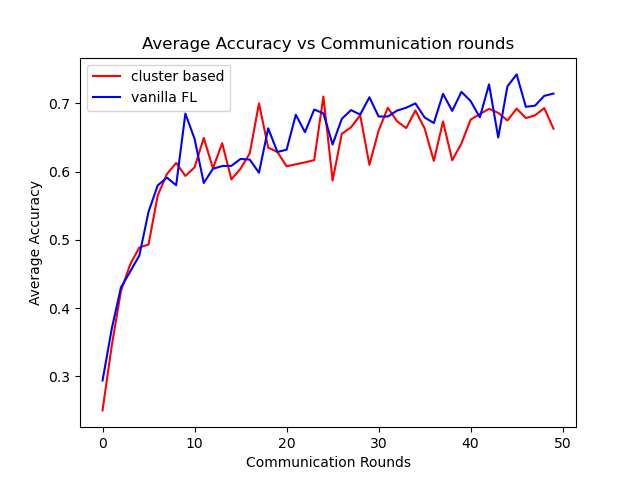 Average Accuracy vs Communication rounds
cluster based
vanilla FL
0.7
0.6
0.5
0.4
0.3
Average Accuracy
0 10 20 30 40 50
Communication Rounds